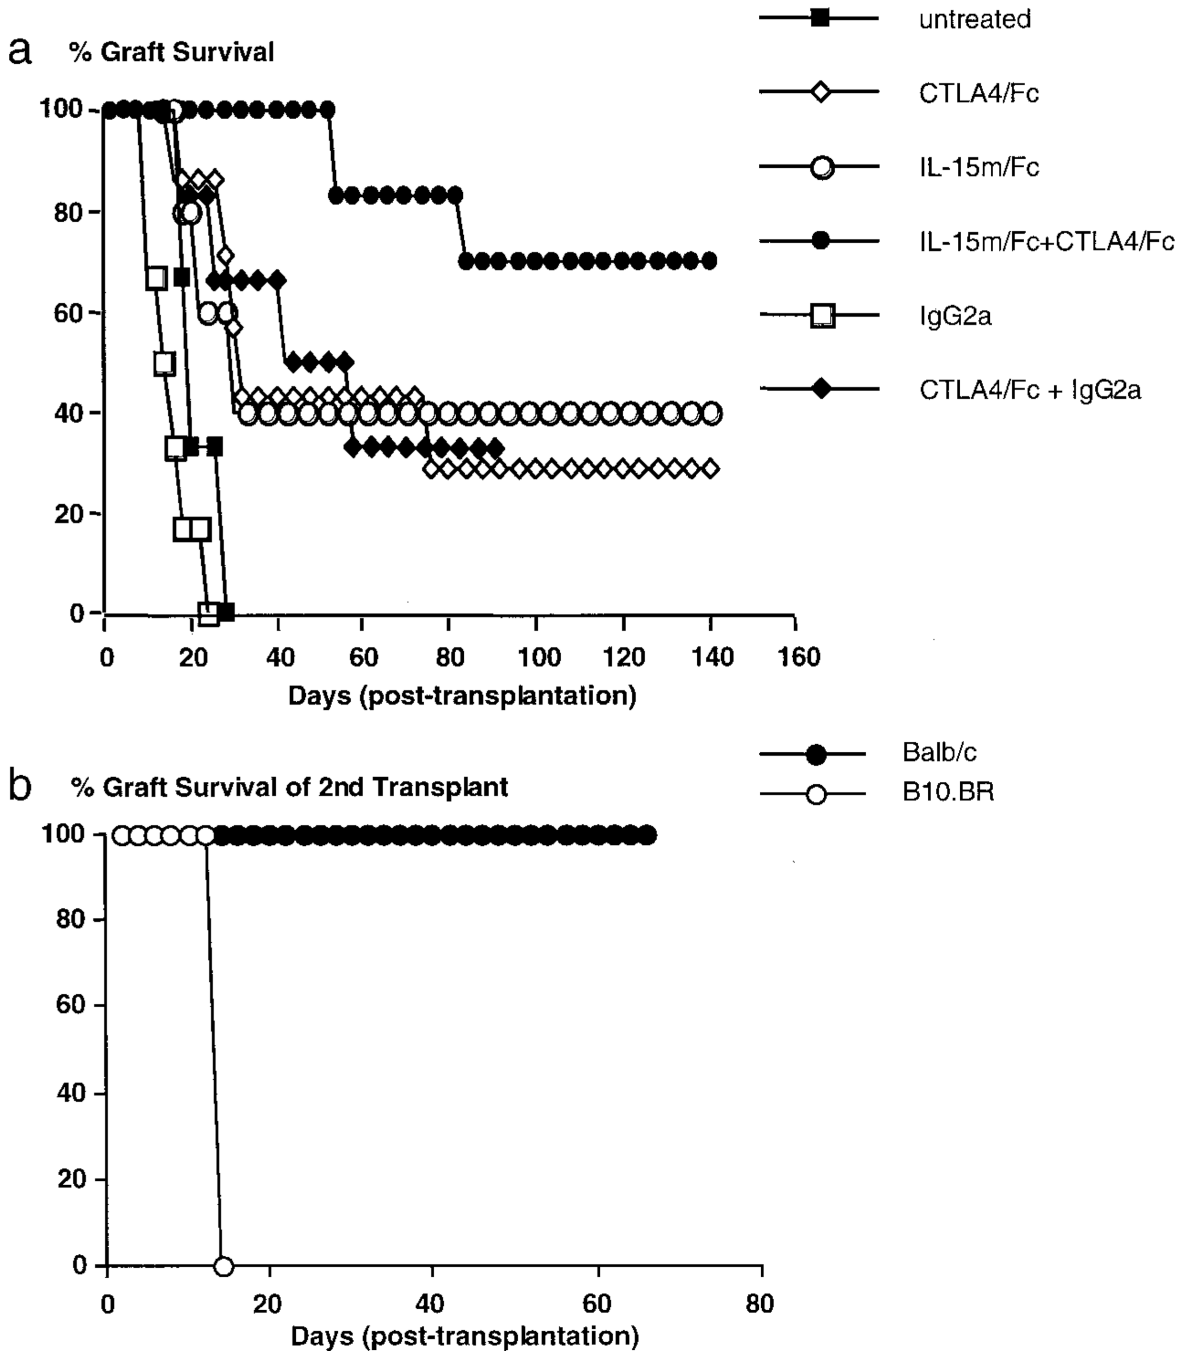 a % Graft Survival
untreated
CTLA4/Fc
IL-15m/Fc
IL-15m/Fc+CTLA4/Fc
IgG2a
CTLA4/Fc + IgG2a
100
80
60
40
20
0
0 20 40 60 80 100 120 140 160
Days (post-transplantation)
b % Graft Survival of 2nd Transplant
Balb/c
B10.BR
100
80
60
40
20
0
0 20 40 60 80
Days (post-transplantation)